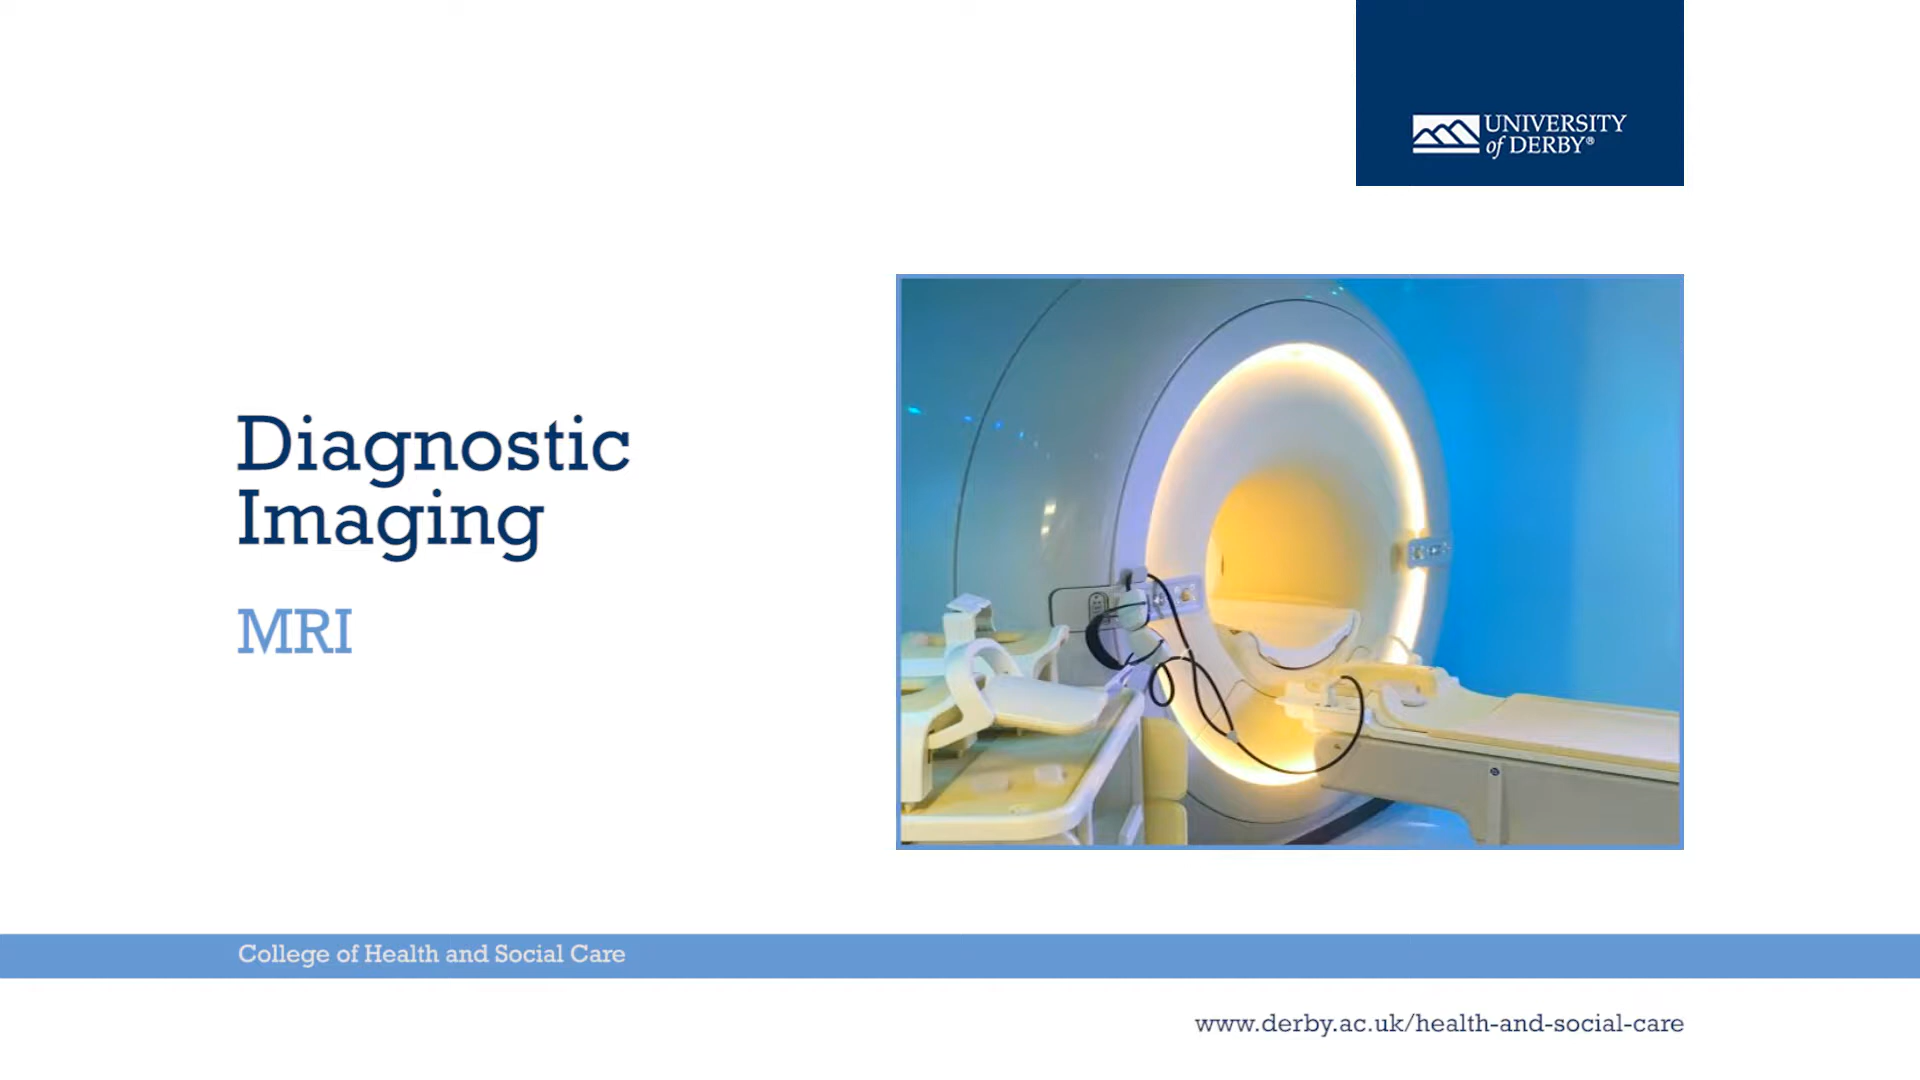 UNIVERSITY
of DERBY®
Diagnostic
Imaging
MRI
College of Health and Social Care
www.derby.ac.uk/health-and-social-care